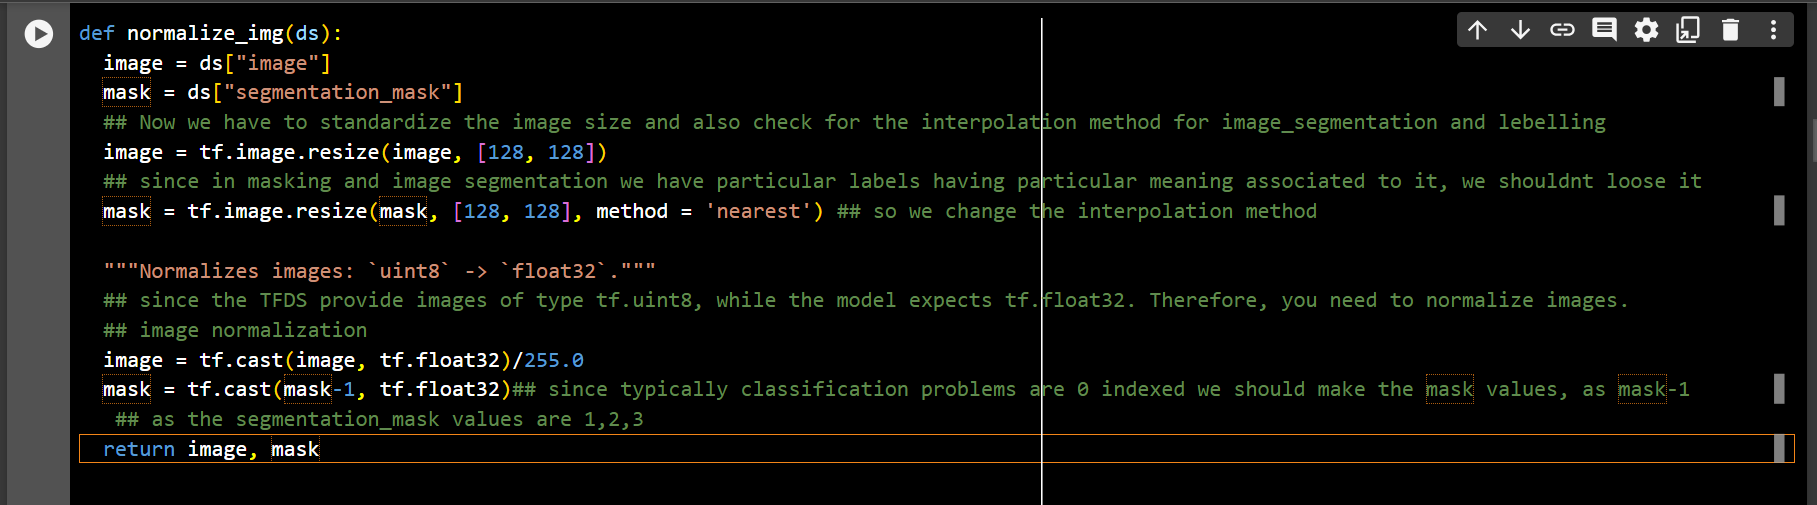 def normalize_img(ds):
  image = ds["image"]
  mask = ds["segmentation_mask"]
  ## Now we have to standardize the image size and also check for the interpolation method for image_segmentation and lebelling
  image = tf.image.resize(image, [128, 128])
  ## since in masking and image segmentation we have particular labels having particular meaning associated to it, we shouldnt loose it
  mask = tf.image.resize(mask, [128, 128], method = 'nearest') ## so we change the interpolation method
  """Normalizes images: `uint8` -> `float32`."""
  ## since the TFDS provide images of type tf.uint8, while the model expects tf.float32. Therefore, you need to normalize images.
  ## image normalization
  image = tf.cast(image, tf.float32)/255.0
  mask = tf.cast(mask-1, tf.float32)## since typically classification problems are 0 indexed we should make the mask values, as mask-1
   ## as the segmentation_mask values are 1,2,3
  return image, mask